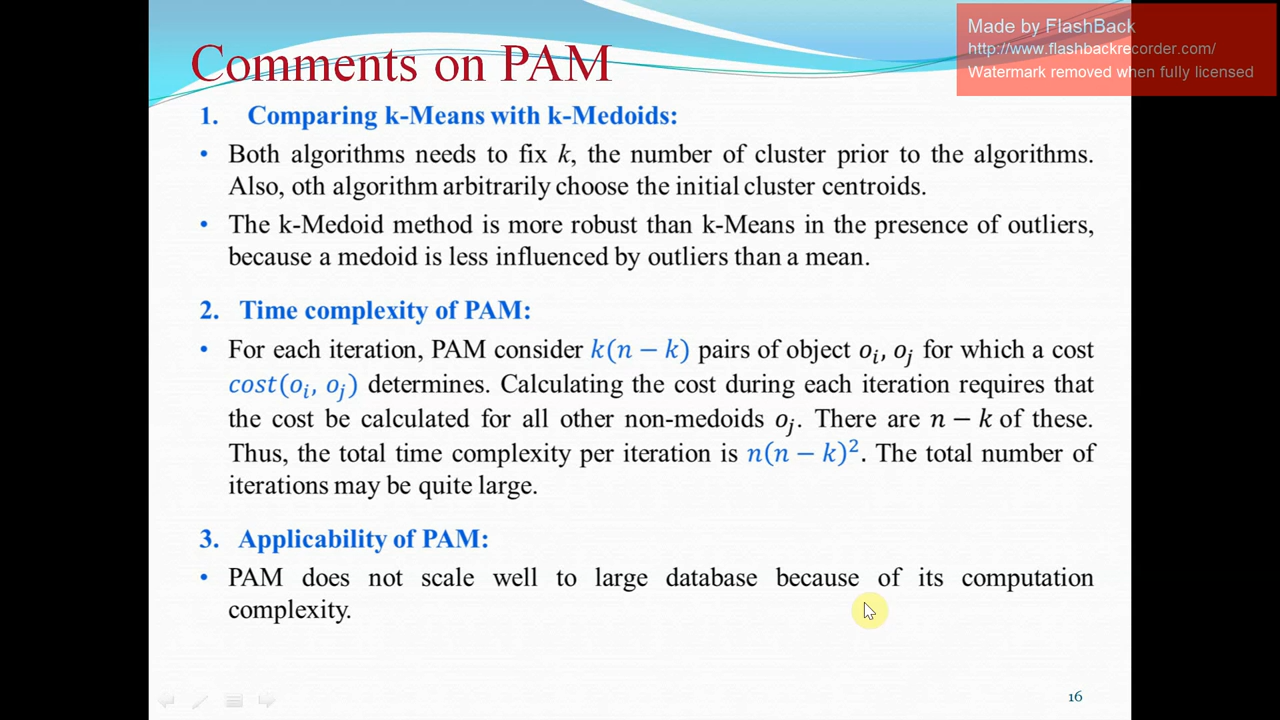 Made by FlashBack
http://www.flashbackrecorder.com/
Watermark removed when fully licensed
Comments on PAM
1. Comparing k-Means with k-Medoids:
• Both algorithms needs to fix k, the number of cluster prior to the algorithms.
Also, oth algorithm arbitrarily choose the initial cluster centroids.
• The k-Medoid method is more robust than k-Means in the presence of outliers,
because a medoid is less influenced by outliers than a mean.
2. Time complexity of PAM:
• For each iteration, PAM consider k(n − k) pairs of object oᵢ, oⱼ for which a cost
cost(oᵢ, oⱼ) determines. Calculating the cost during each iteration requires that
the cost be calculated for all other non-medoids oⱼ. There are n − k of these.
Thus, the total time complexity per iteration is n(n − k)². The total number of
iterations may be quite large.
3. Applicability of PAM:
• PAM does not scale well to large database because of its computation
complexity.
16